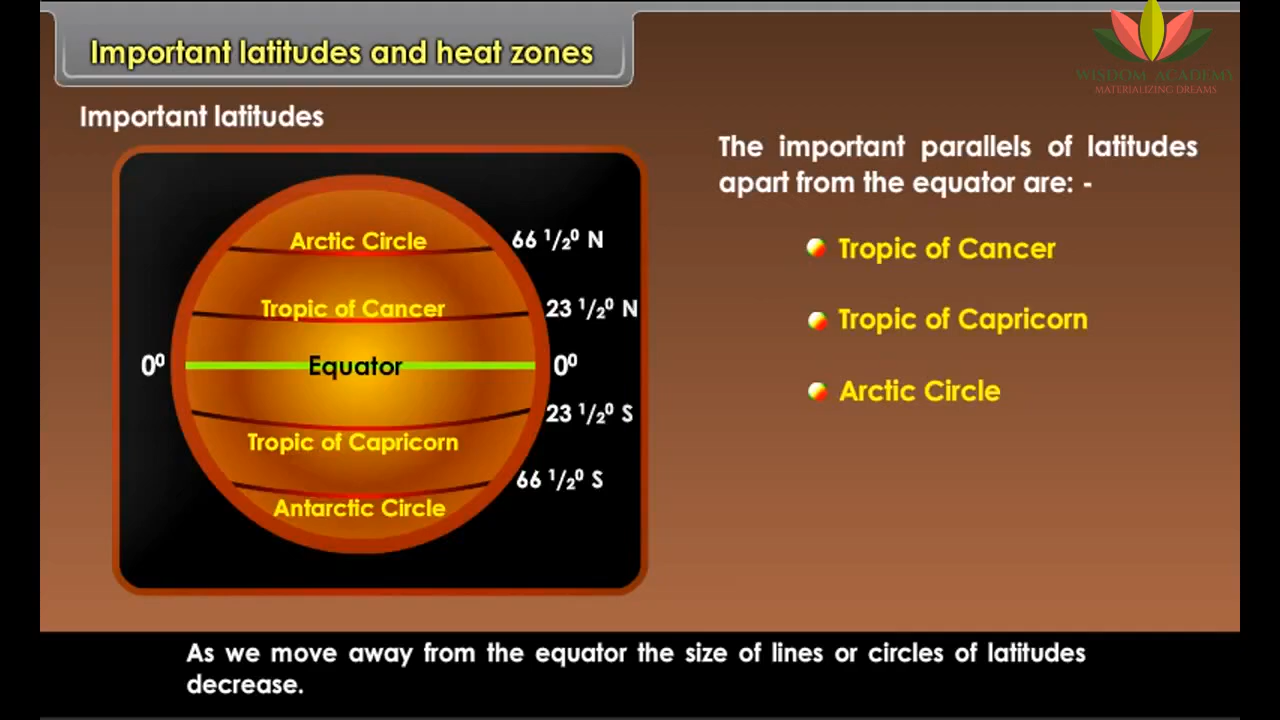 Important latitudes and heat zones
WISDOM ACADEMY
MATERIALIZING DREAMS
Important latitudes
Arctic Circle
66 ¹/₂⁰ N
Tropic of Cancer
23 ¹/₂⁰ N
0⁰
Equator
0⁰
23 ¹/₂⁰ S
Tropic of Capricorn
66 ¹/₂⁰ S
Antarctic Circle
The important parallels of latitudes
apart from the equator are: -
Tropic of Cancer
Tropic of Capricorn
Arctic Circle
As we move away from the equator the size of lines or circles of latitudes
decrease.